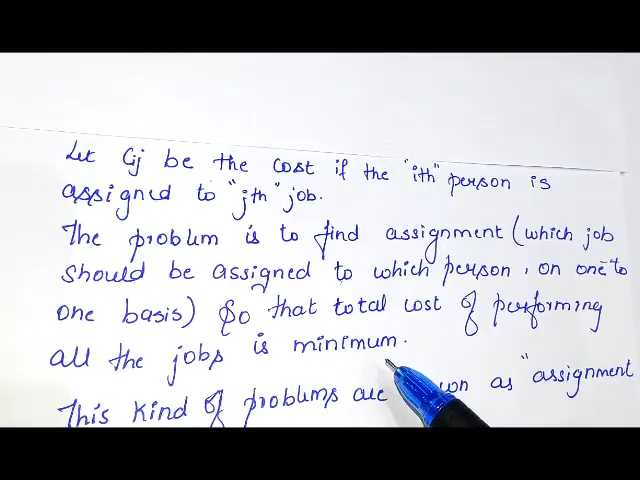 Let Cij be the cost if the "ith" person is
assigned to "jth" job.
The problem is to find assignment (which job
should be assigned to which person, on one to
one basis) so that total cost of performing
all the jobs is minimum.
This kind of problems are as "assignment